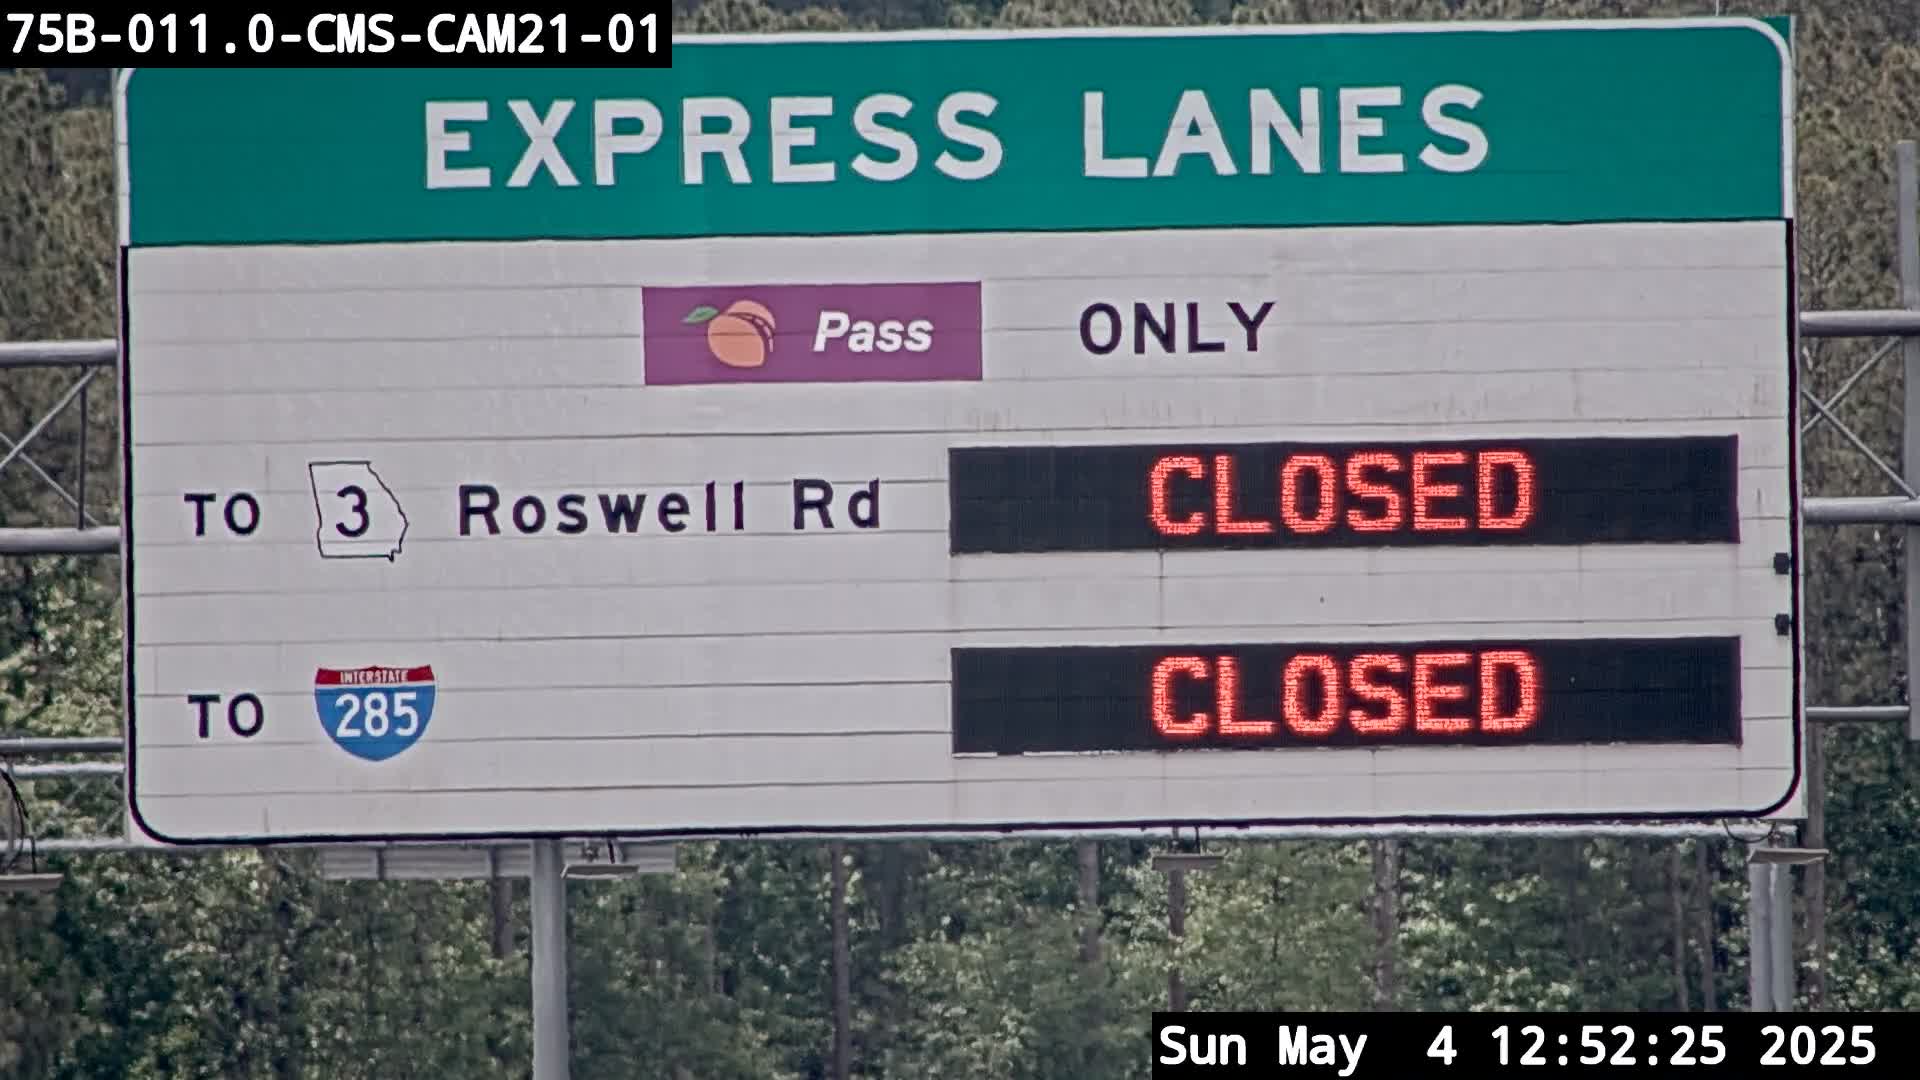 75B-011.0-CMS-CAM21-01
EXPRESS LANES
Pass ONLY
TO 3 Roswell Rd CLOSED
TO INTERSTATE 285 CLOSED
Sun May 4 12:52:25 2025